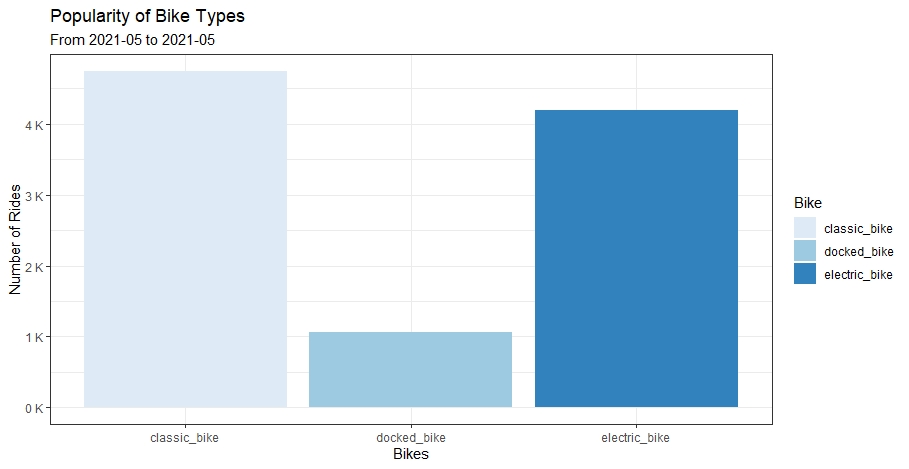 Popularity of Bike Types
From 2021-05 to 2021-05
Number of Rides
4 K
3 K
2 K
1 K
0 K
classic_bike
docked_bike
electric_bike
Bikes
Bike
classic_bike
docked_bike
electric_bike